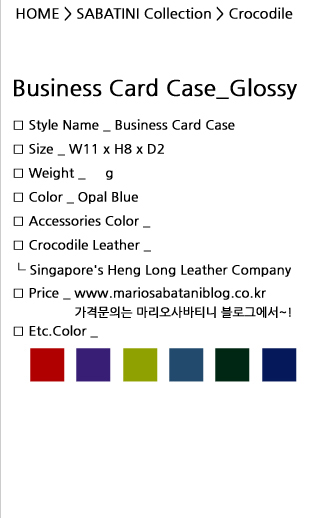 HOME > SABATINI Collection > Crocodile
Business Card Case_Glossy
□ Style Name _ Business Card Case
□ Size _ W11 x H8 x D2
□ Weight _ g
□ Color _ Opal Blue
□ Accessories Color _
□ Crocodile Leather _
└ Singapore's Heng Long Leather Company
□ Price _ www.mariosabataniblog.co.kr
가격문의는 마리오사바티니 블로그에서~!
□ Etc.Color _